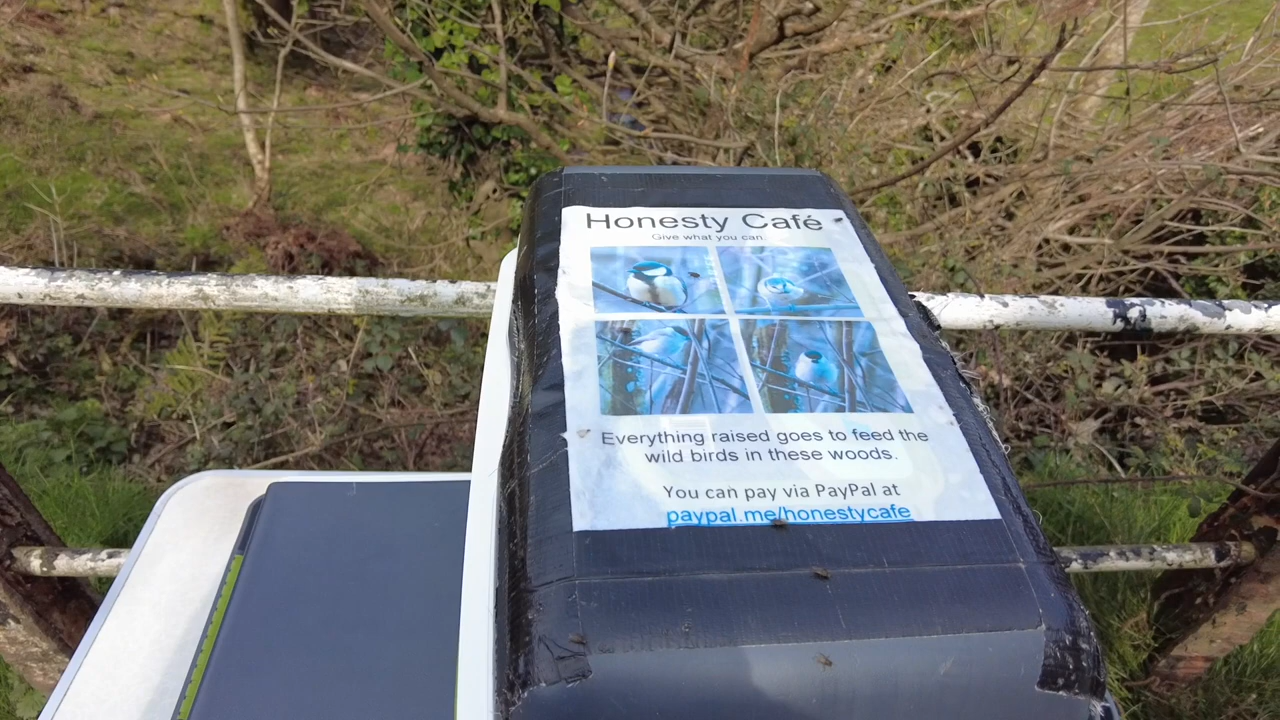 Honesty Café
Give what you can.
Everything raised goes to feed the
wild birds in these woods.
You can pay via PayPal at
paypal.me/honestycafe